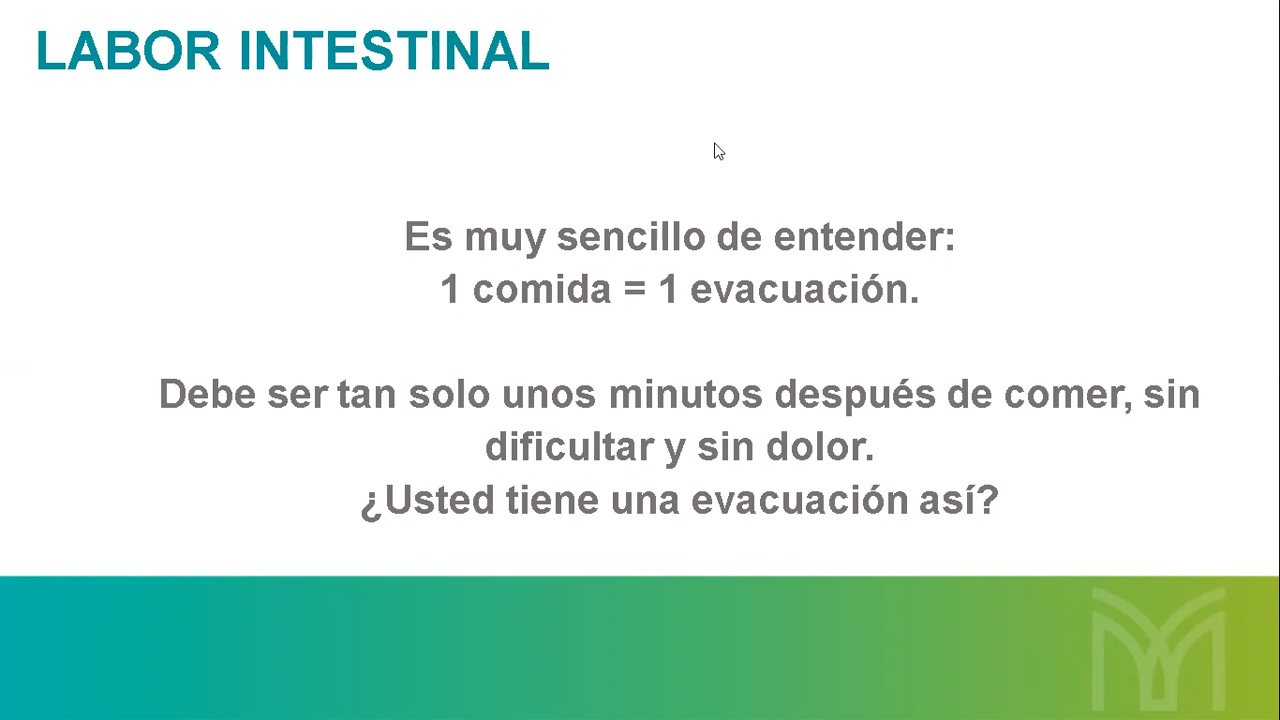 LABOR INTESTINAL
Es muy sencillo de entender:
1 comida = 1 evacuación.
Debe ser tan solo unos minutos después de comer, sin
dificultar y sin dolor.
¿Usted tiene una evacuación así?